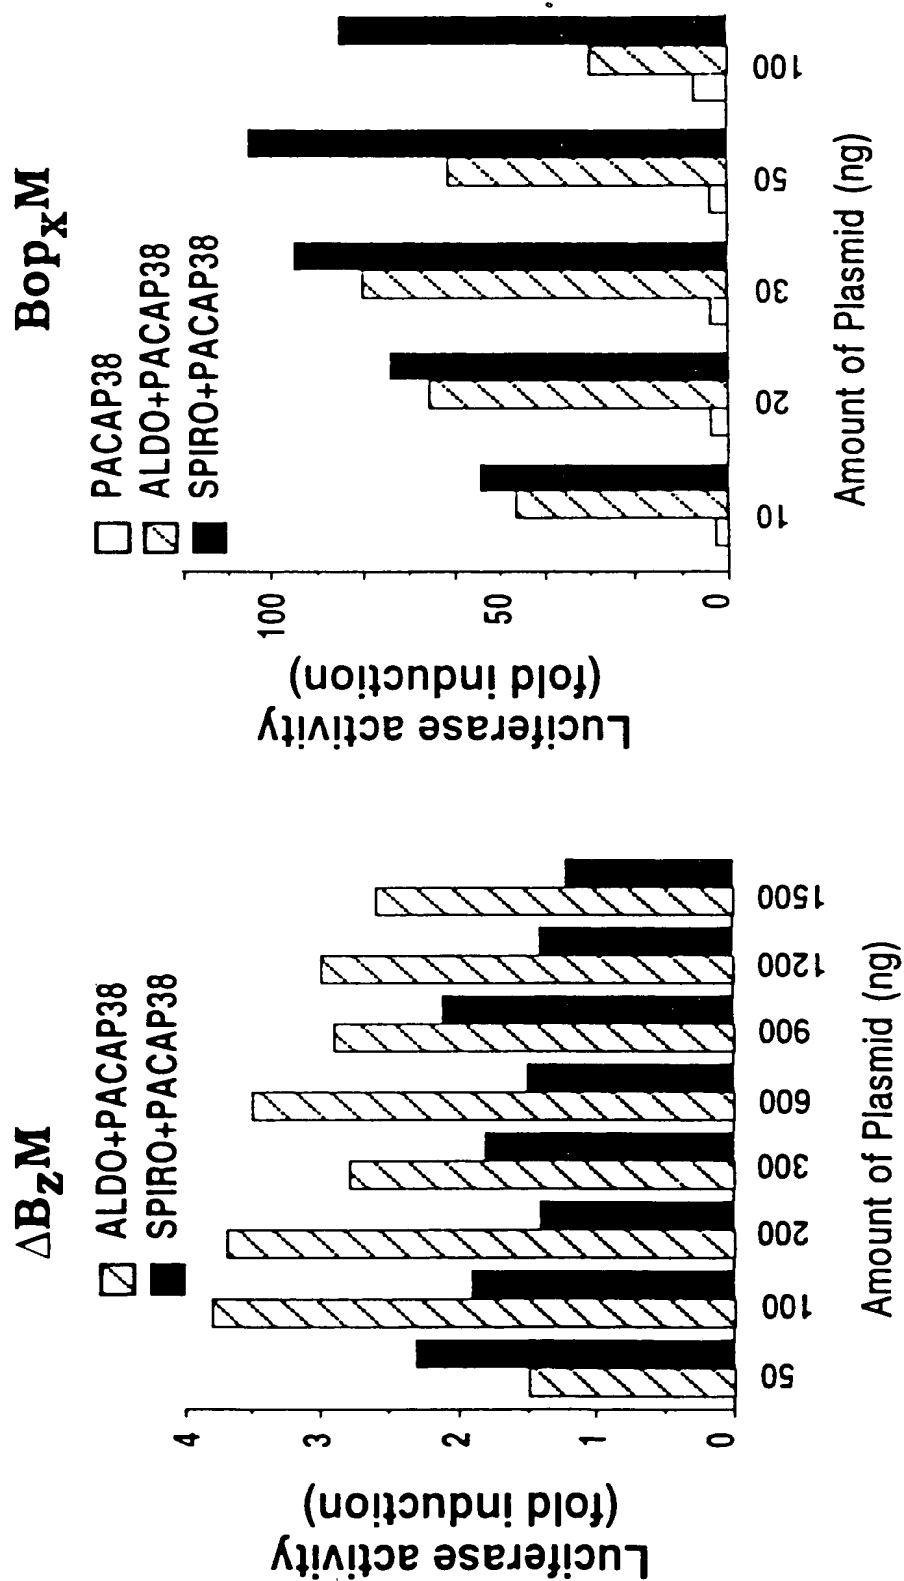 ΔBzM
ALDO+PACAP38
SPIRO+PACAP38
Luciferase activity
(fold induction)
4
3
2
1
0
50
100
200
300
600
900
1200
1500
Amount of Plasmid (ng)
BopxM
PACAP38
ALDO+PACAP38
SPIRO+PACAP38
Luciferase activity
(fold induction)
100
50
0
10
20
30
50
100
Amount of Plasmid (ng)